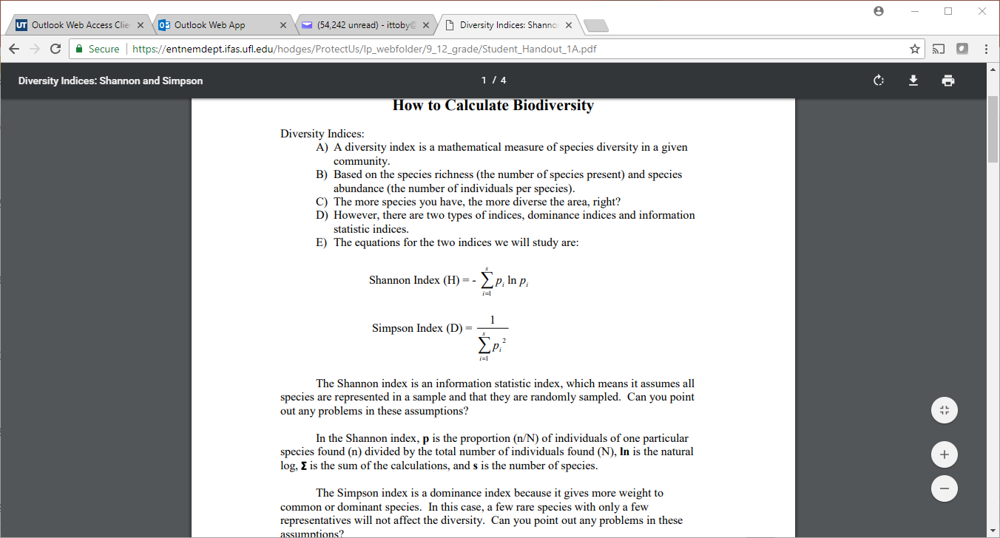 UT Outlook Web Access Clie
Outlook Web App
(54,242 unread) - ittoby@
Diversity Indices: Shanno
Secure | https://entnemdept.ifas.ufl.edu/hodges/ProtectUs/lp_webfolder/9_12_grade/Student_Handout_1A.pdf
Diversity Indices: Shannon and Simpson
1 / 4
How to Calculate Biodiversity
Diversity Indices:
A) A diversity index is a mathematical measure of species diversity in a given
community.
B) Based on the species richness (the number of species present) and species
abundance (the number of individuals per species).
C) The more species you have, the more diverse the area, right?
D) However, there are two types of indices, dominance indices and information
statistic indices.
E) The equations for the two indices we will study are:
Shannon Index (H) = - ∑ᵢ₌₁ˢ pᵢ ln pᵢ
Simpson Index (D) = 1 / ∑ᵢ₌₁ˢ pᵢ²
The Shannon index is an information statistic index, which means it assumes all
species are represented in a sample and that they are randomly sampled. Can you point
out any problems in these assumptions?
In the Shannon index, p is the proportion (n/N) of individuals of one particular
species found (n) divided by the total number of individuals found (N), ln is the natural
log, Σ is the sum of the calculations, and s is the number of species.
The Simpson index is a dominance index because it gives more weight to
common or dominant species. In this case, a few rare species with only a few
representatives will not affect the diversity. Can you point out any problems in these
assumptions?